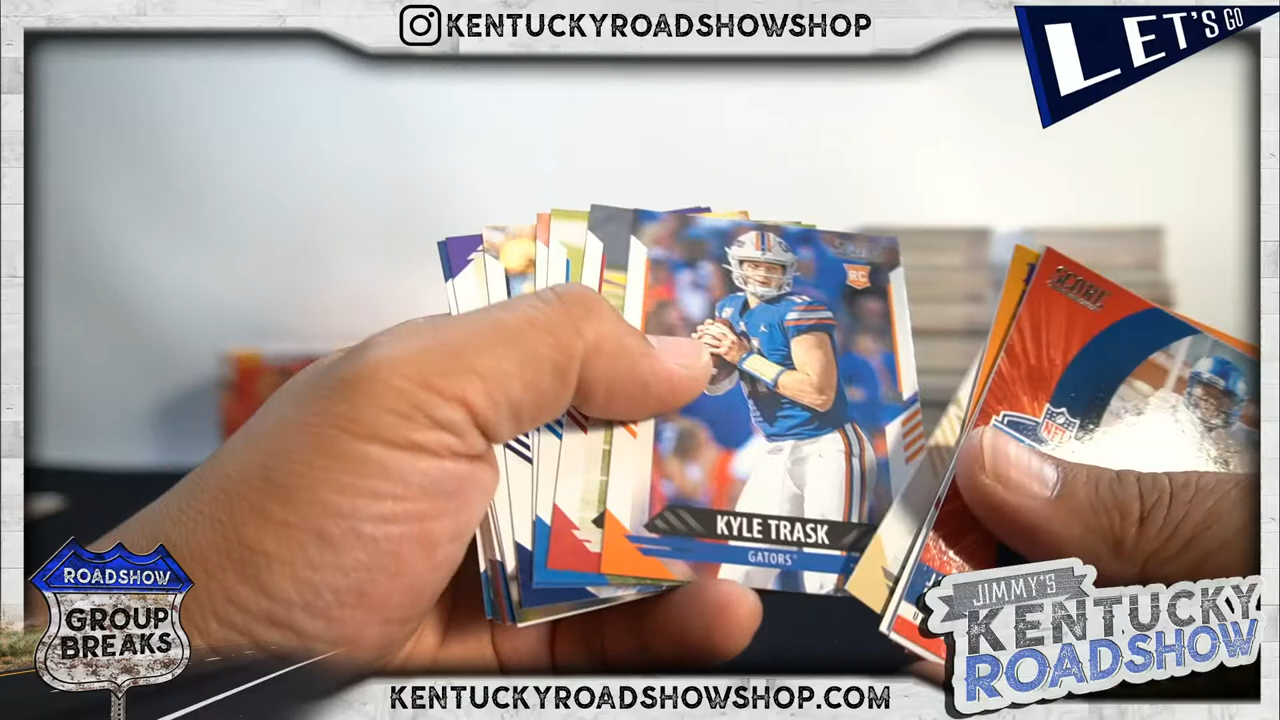 KENTUCKYROADSHOWSHOP
LET'S GO
RC
SCORE
NFL
KYLE TRASK
GATORS
ROADSHOW
GROUP
BREAKS
JIMMY'S
KENTUCKY
ROADSHOW
KENTUCKYROADSHOWSHOP.COM